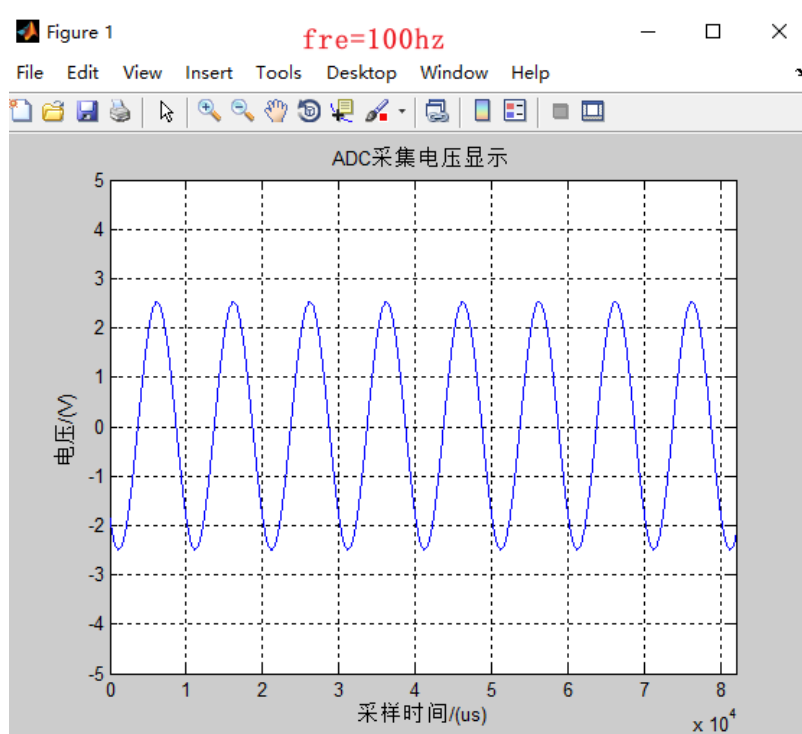 Figure 1
fre=100hz
File Edit View Insert Tools Desktop Window Help
ADC采集电压显示
5
4
3
2
1
0
-1
-2
-3
-4
-5
电压/(V)
0 1 2 3 4 5 6 7 8
采样时间/(us)
x 10^4